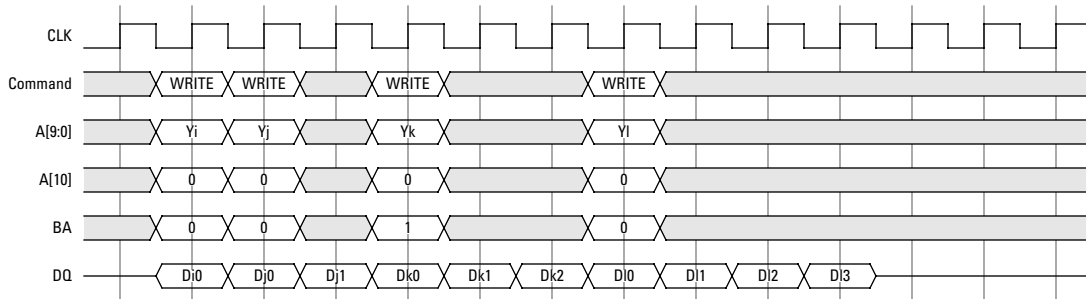 CLK
Command WRITE WRITE WRITE WRITE
A[9:0] Yi Yj Yk Yl
A[10] 0 0 0 0
BA 0 0 1 0
DQ Di0 Dj0 Dj1 Dk0 Dk1 Dk2 Dl0 Dl1 Dl2 Dl3